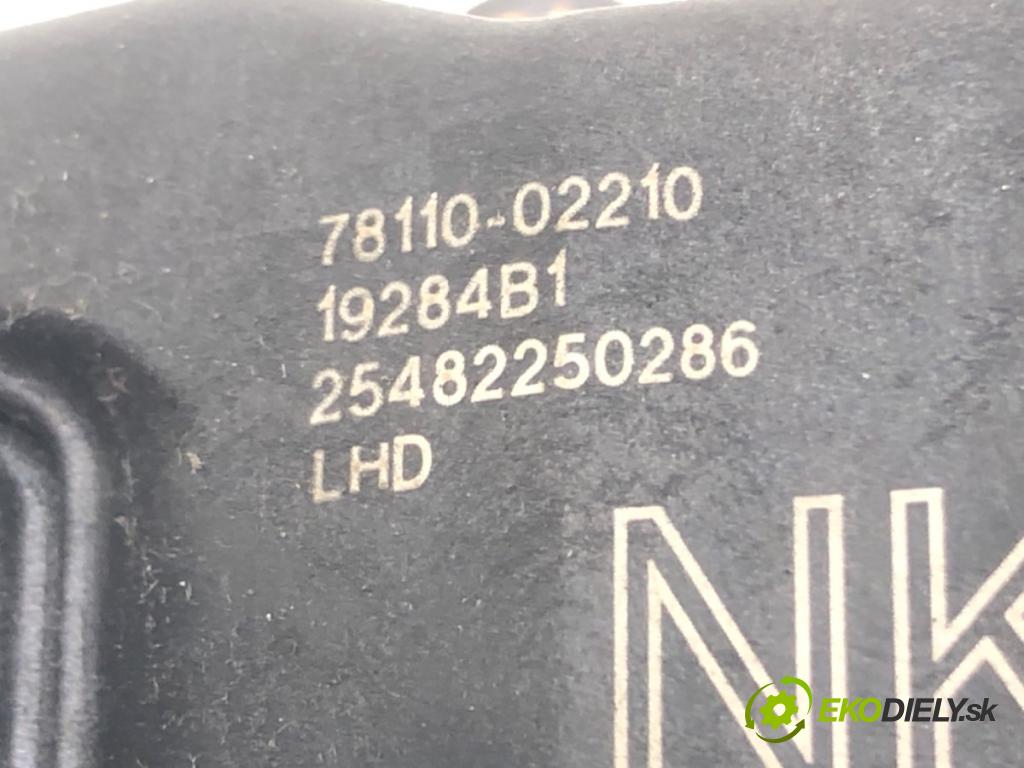 78110-02210
19284B1
25482250286
LHD
NK
EKODIELY.sk